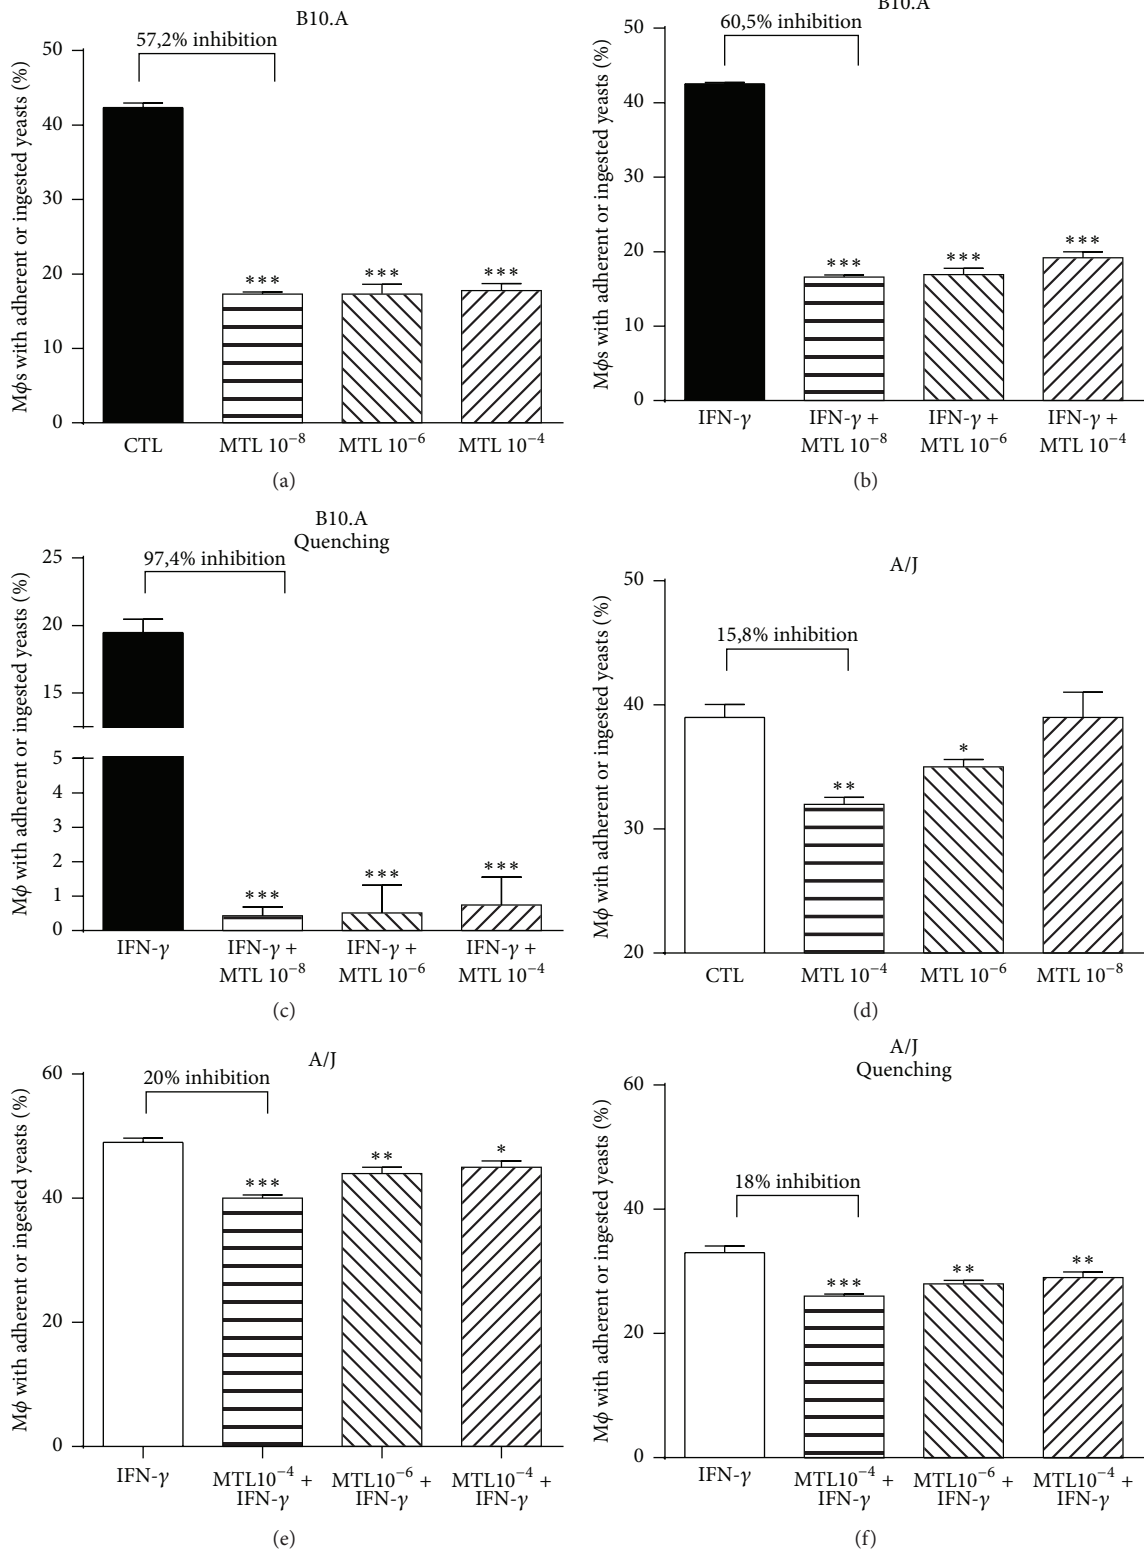 B10.A
57,2% inhibition
Mϕs with adherent or ingested yeasts (%)
50
40
30
20
10
0
***
***
***
CTL
MTL 10⁻⁸
MTL 10⁻⁶
MTL 10⁻⁴
(a)
B10.A
60,5% inhibition
Mϕs with adherent or ingested yeasts (%)
50
40
30
20
10
0
***
***
***
IFN-γ
IFN-γ +
MTL 10⁻⁸
IFN-γ +
MTL 10⁻⁶
IFN-γ +
MTL 10⁻⁴
(b)
B10.A
Quenching
97,4% inhibition
Mϕ with adherent or ingested yeasts (%)
25
20
15
5
4
3
2
1
0
***
***
***
IFN-γ
IFN-γ +
MTL 10⁻⁸
IFN-γ +
MTL 10⁻⁶
IFN-γ +
MTL 10⁻⁴
(c)
A/J
15,8% inhibition
Mϕ with adherent or ingested yeasts (%)
50
40
30
20
**
*
CTL
MTL 10⁻⁴
MTL 10⁻⁶
MTL 10⁻⁸
(d)
A/J
20% inhibition
Mϕ with adherent or ingested yeasts (%)
60
40
20
0
***
**
*
IFN-γ
MTL10⁻⁴ +
IFN-γ
MTL10⁻⁶ +
IFN-γ
MTL10⁻⁴ +
IFN-γ
(e)
A/J
Quenching
18% inhibition
Mϕ with adherent or ingested yeasts (%)
60
40
20
0
***
**
**
IFN-γ
MTL10⁻⁴ +
IFN-γ
MTL10⁻⁶ +
IFN-γ
MTL10⁻⁴ +
IFN-γ
(f)